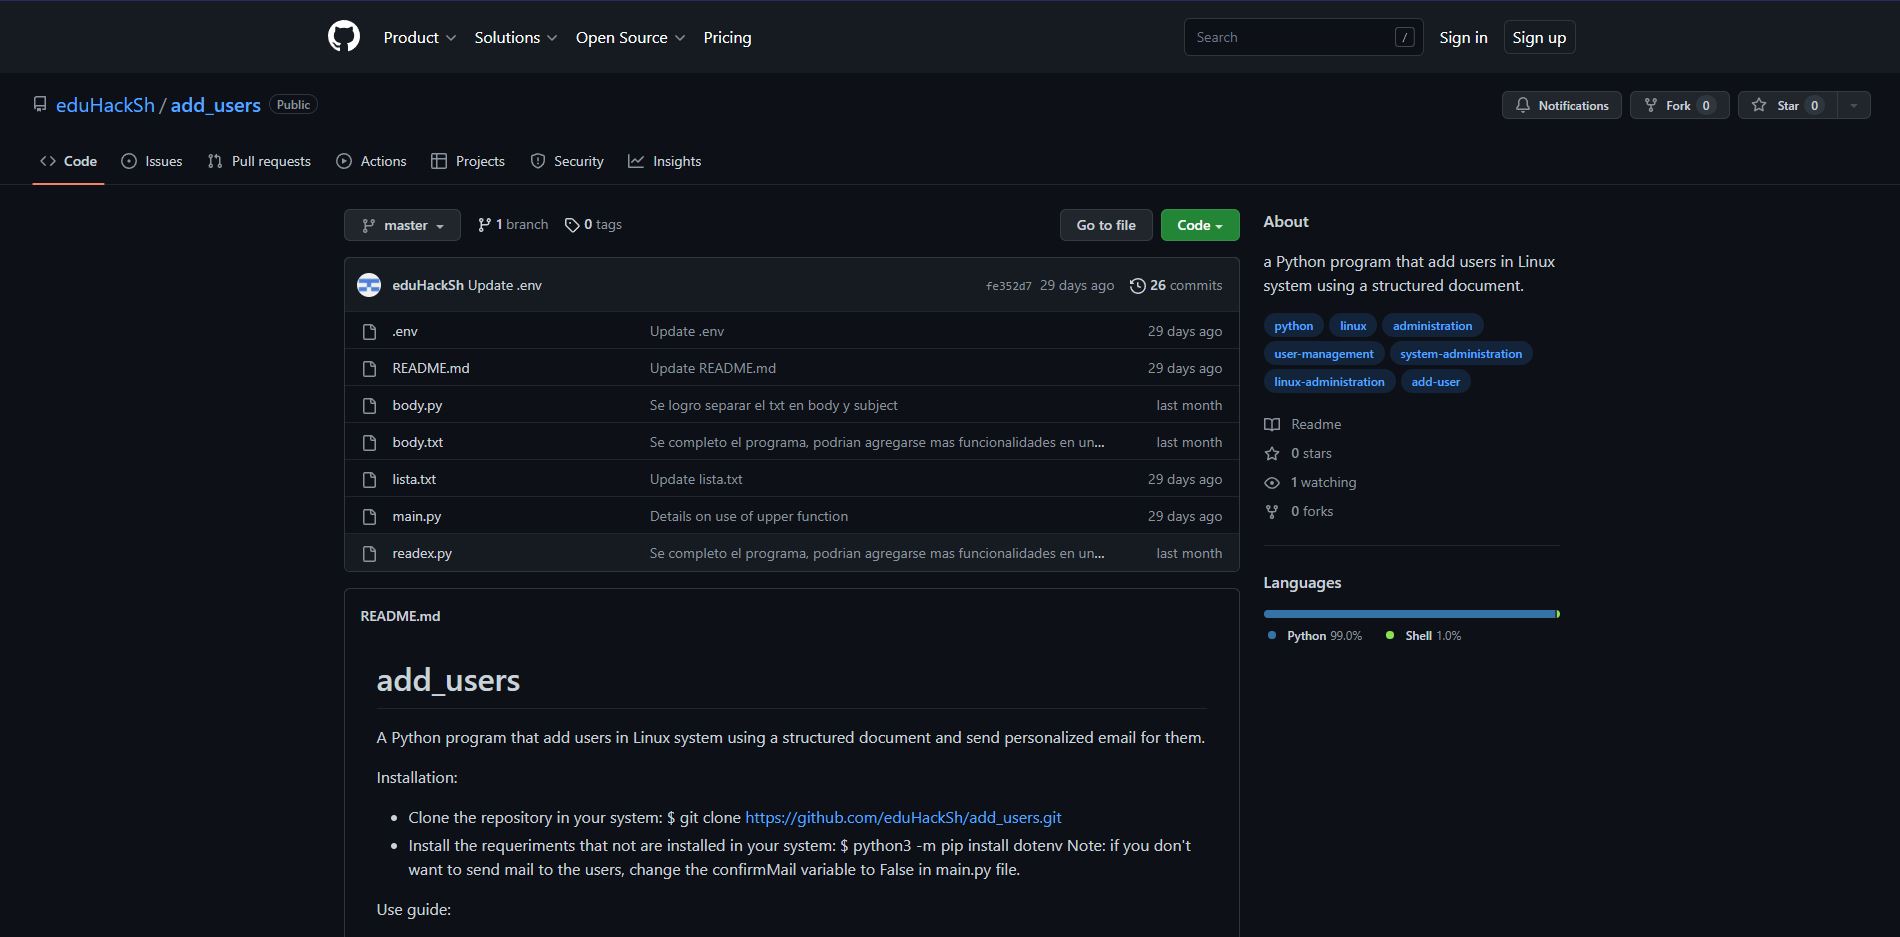 Product Solutions Open Source Pricing Search / Sign in Sign up
eduHackSh / add_users Public Notifications Fork 0 Star 0
Code Issues Pull requests Actions Projects Security Insights
master 1 branch 0 tags Go to file Code
eduHackSh Update .env fe352d7 29 days ago 26 commits
.env Update .env 29 days ago
README.md Update README.md 29 days ago
body.py Se logro separar el txt en body y subject last month
body.txt Se completo el programa, podrian agregarse mas funcionalidades en un... last month
lista.txt Update lista.txt 29 days ago
main.py Details on use of upper function 29 days ago
readex.py Se completo el programa, podrian agregarse mas funcionalidades en un... last month
README.md
add_users
A Python program that add users in Linux system using a structured document and send personalized email for them.
Installation:
• Clone the repository in your system: $ git clone https://github.com/eduHackSh/add_users.git
• Install the requeriments that not are installed in your system: $ python3 -m pip install dotenv Note: if you don't
want to send mail to the users, change the confirmMail variable to False in main.py file.
Use guide:
About
a Python program that add users in Linux
system using a structured document.
python linux administration
user-management system-administration
linux-administration add-user
Readme
0 stars
1 watching
0 forks
Languages
Python 99.0% Shell 1.0%